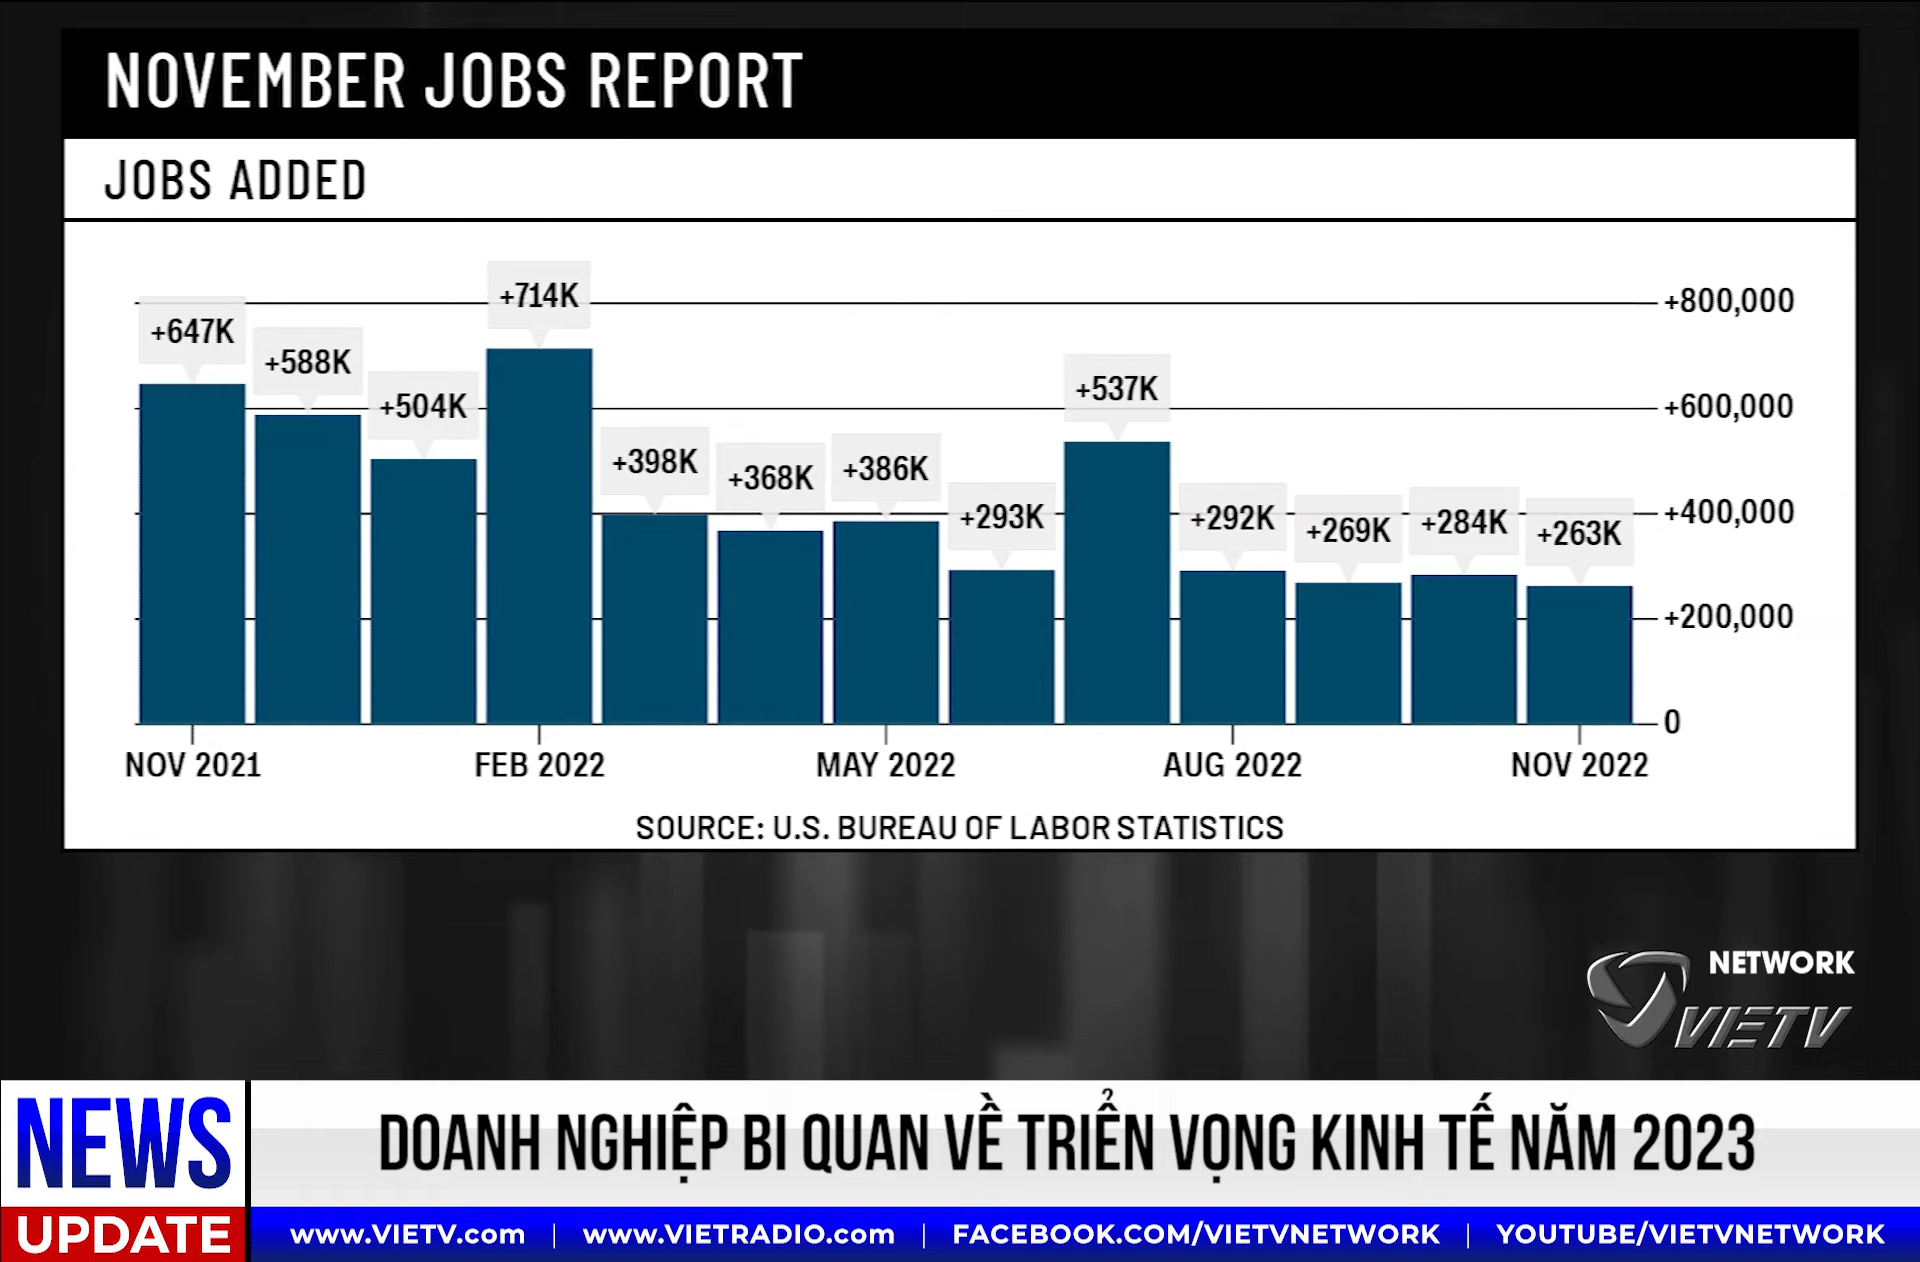 NOVEMBER JOBS REPORT
JOBS ADDED
+647K
+588K
+504K
+714K
+398K
+368K
+386K
+293K
+537K
+292K
+269K
+284K
+263K
+800,000
+600,000
+400,000
+200,000
0
NOV 2021 FEB 2022 MAY 2022 AUG 2022 NOV 2022
SOURCE: U.S. BUREAU OF LABOR STATISTICS
NETWORK
VIETV
NEWS
UPDATE
DOANH NGHIỆP BI QUAN VỀ TRIỂN VỌNG KINH TẾ NĂM 2023
www.VIETV.com | www.VIETRADIO.com | FACEBOOK.COM/VIETVNETWORK | YOUTUBE/VIETVNETWORK